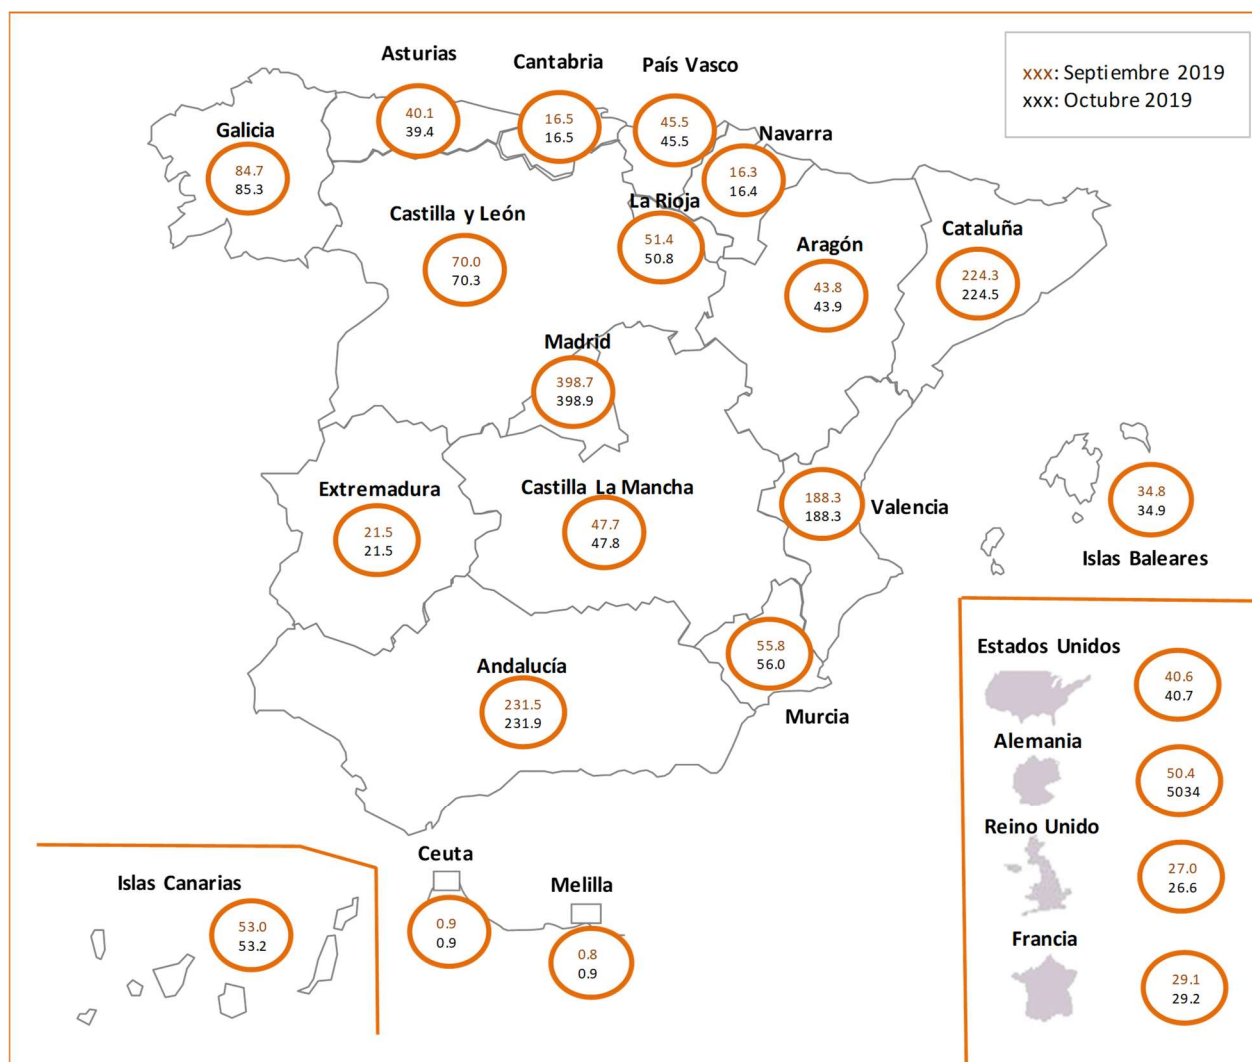 xxx: Septiembre 2019
xxx: Octubre 2019
Asturias
40.1
39.4
Cantabria
16.5
16.5
País Vasco
45.5
45.5
Navarra
16.3
16.4
Galicia
84.7
85.3
Castilla y León
70.0
70.3
La Rioja
51.4
50.8
Aragón
43.8
43.9
Cataluña
224.3
224.5
Madrid
398.7
398.9
Extremadura
21.5
21.5
Castilla La Mancha
47.7
47.8
188.3
188.3
Valencia
34.8
34.9
Islas Baleares
55.8
56.0
Murcia
Andalucía
231.5
231.9
Estados Unidos
40.6
40.7
Alemania
50.4
5034
Reino Unido
27.0
26.6
Francia
29.1
29.2
Islas Canarias
53.0
53.2
Ceuta
0.9
0.9
Melilla
0.8
0.9